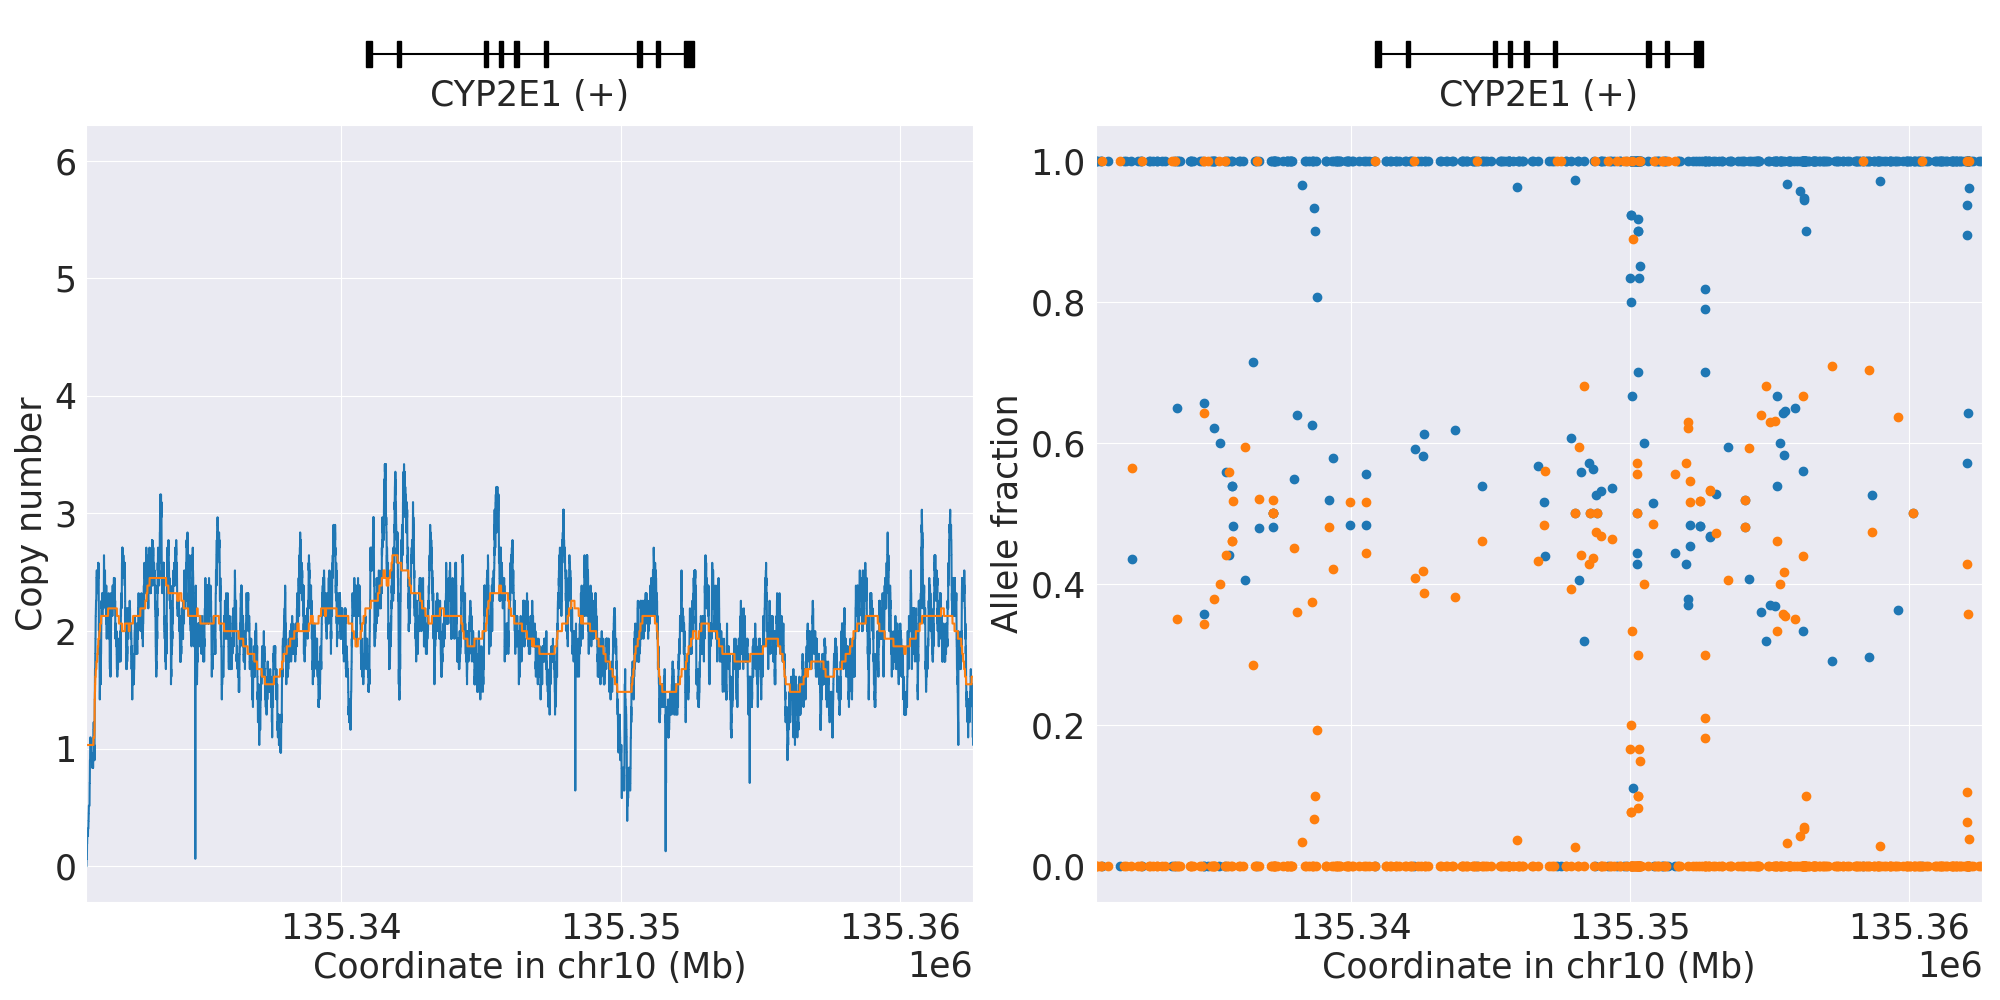 CYP2E1 (+)
6
5
4
3
2
1
0
Copy number
135.34 135.35 135.36
Coordinate in chr10 (Mb)
1e6
CYP2E1 (+)
1.0
0.8
0.6
0.4
0.2
0.0
Allele fraction
135.34 135.35 135.36
Coordinate in chr10 (Mb)
1e6